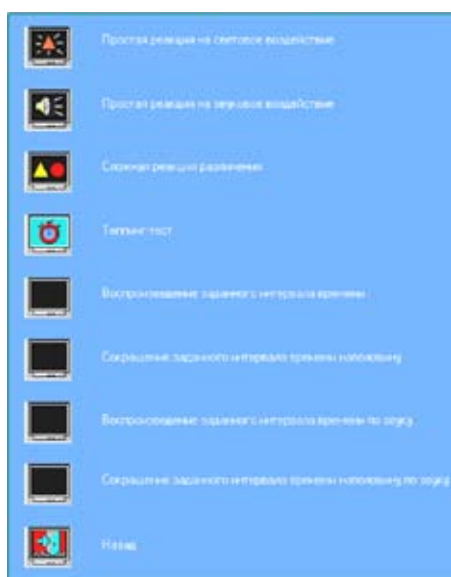 Простая реакция на световое воздействие
Простая реакция на звуковое воздействие
Сложная реакция различения
Теппинг-тест
Воспроизведение заданного интервала времени
Сокращение заданного интервала времени наполовину
Воспроизведение заданного интервала времени по звуку
Сокращение заданного интервала времени наполовину по звуку
Назад